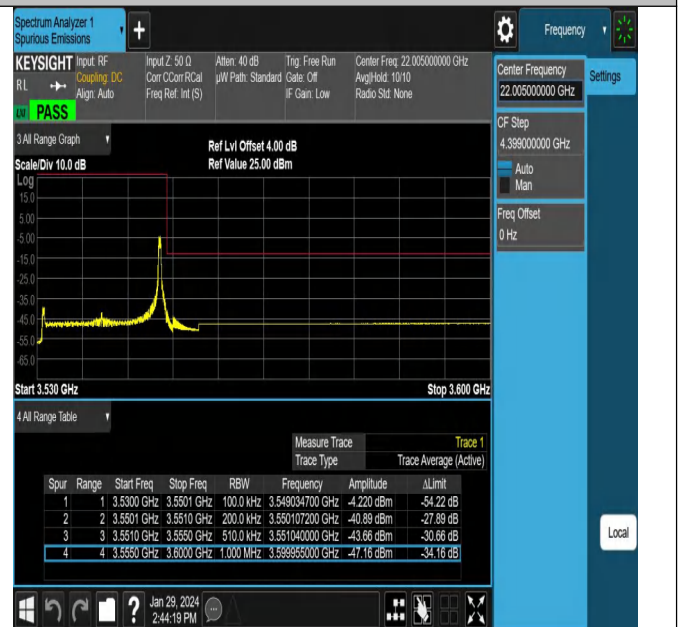 Spectrum Analyzer 1
Spurious Emissions
Frequency
KEYSIGHT Input: RF Input Z: 50 Ω Atten: 40 dB Trig: Free Run Center Freq: 22.005000000 GHz
RL Coupling: DC Corr CCorr RCal µW Path: Standard Gate: Off Avg|Hold: 10/10
Align: Auto Freq Ref: Int (S) IF Gain: Low Radio Std: None
PASS
Center Frequency
22.005000000 GHz
Settings
CF Step
4.399000000 GHz
Auto
Man
Freq Offset
0 Hz
3 All Range Graph
Ref Lvl Offset 4.00 dB
Scale/Div 10.0 dB Ref Value 25.00 dBm
Log
15.0
5.00
-5.00
-15.0
-25.0
-35.0
-45.0
-55.0
-65.0
Start 3.530 GHz Stop 3.600 GHz
4 All Range Table
Measure Trace Trace 1
Trace Type Trace Average (Active)
Spur Range Start Freq Stop Freq RBW Frequency Amplitude ΔLimit
1 1 3.5300 GHz 3.5501 GHz 100.0 kHz 3.549034700 GHz -4.220 dBm -54.22 dB
2 2 3.5501 GHz 3.5510 GHz 200.0 kHz 3.550107200 GHz -40.89 dBm -27.89 dB
3 3 3.5510 GHz 3.5550 GHz 510.0 kHz 3.551040000 GHz -43.66 dBm -30.66 dB
4 4 3.5550 GHz 3.6000 GHz 1.000 MHz 3.599955000 GHz -47.16 dBm -34.16 dB
Local
Jan 29, 2024
2:44:19 PM